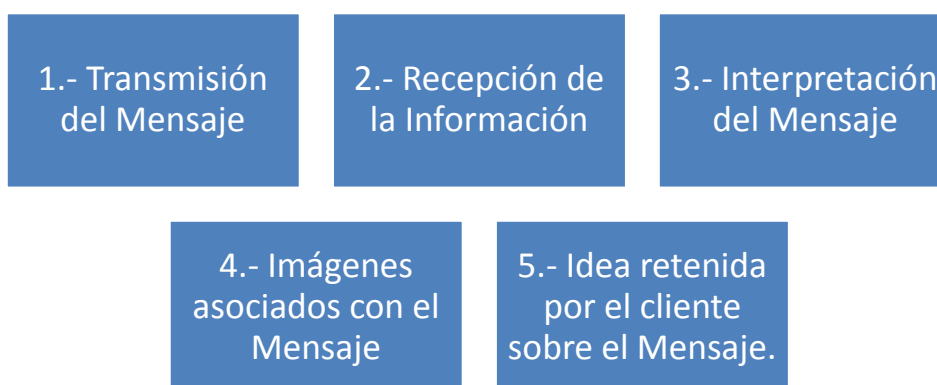 1.- Transmisión
del Mensaje
2.- Recepción de
la Información
3.- Interpretación
del Mensaje
4.- Imágenes
asociados con el
Mensaje
5.- Idea retenida
por el cliente
sobre el Mensaje.